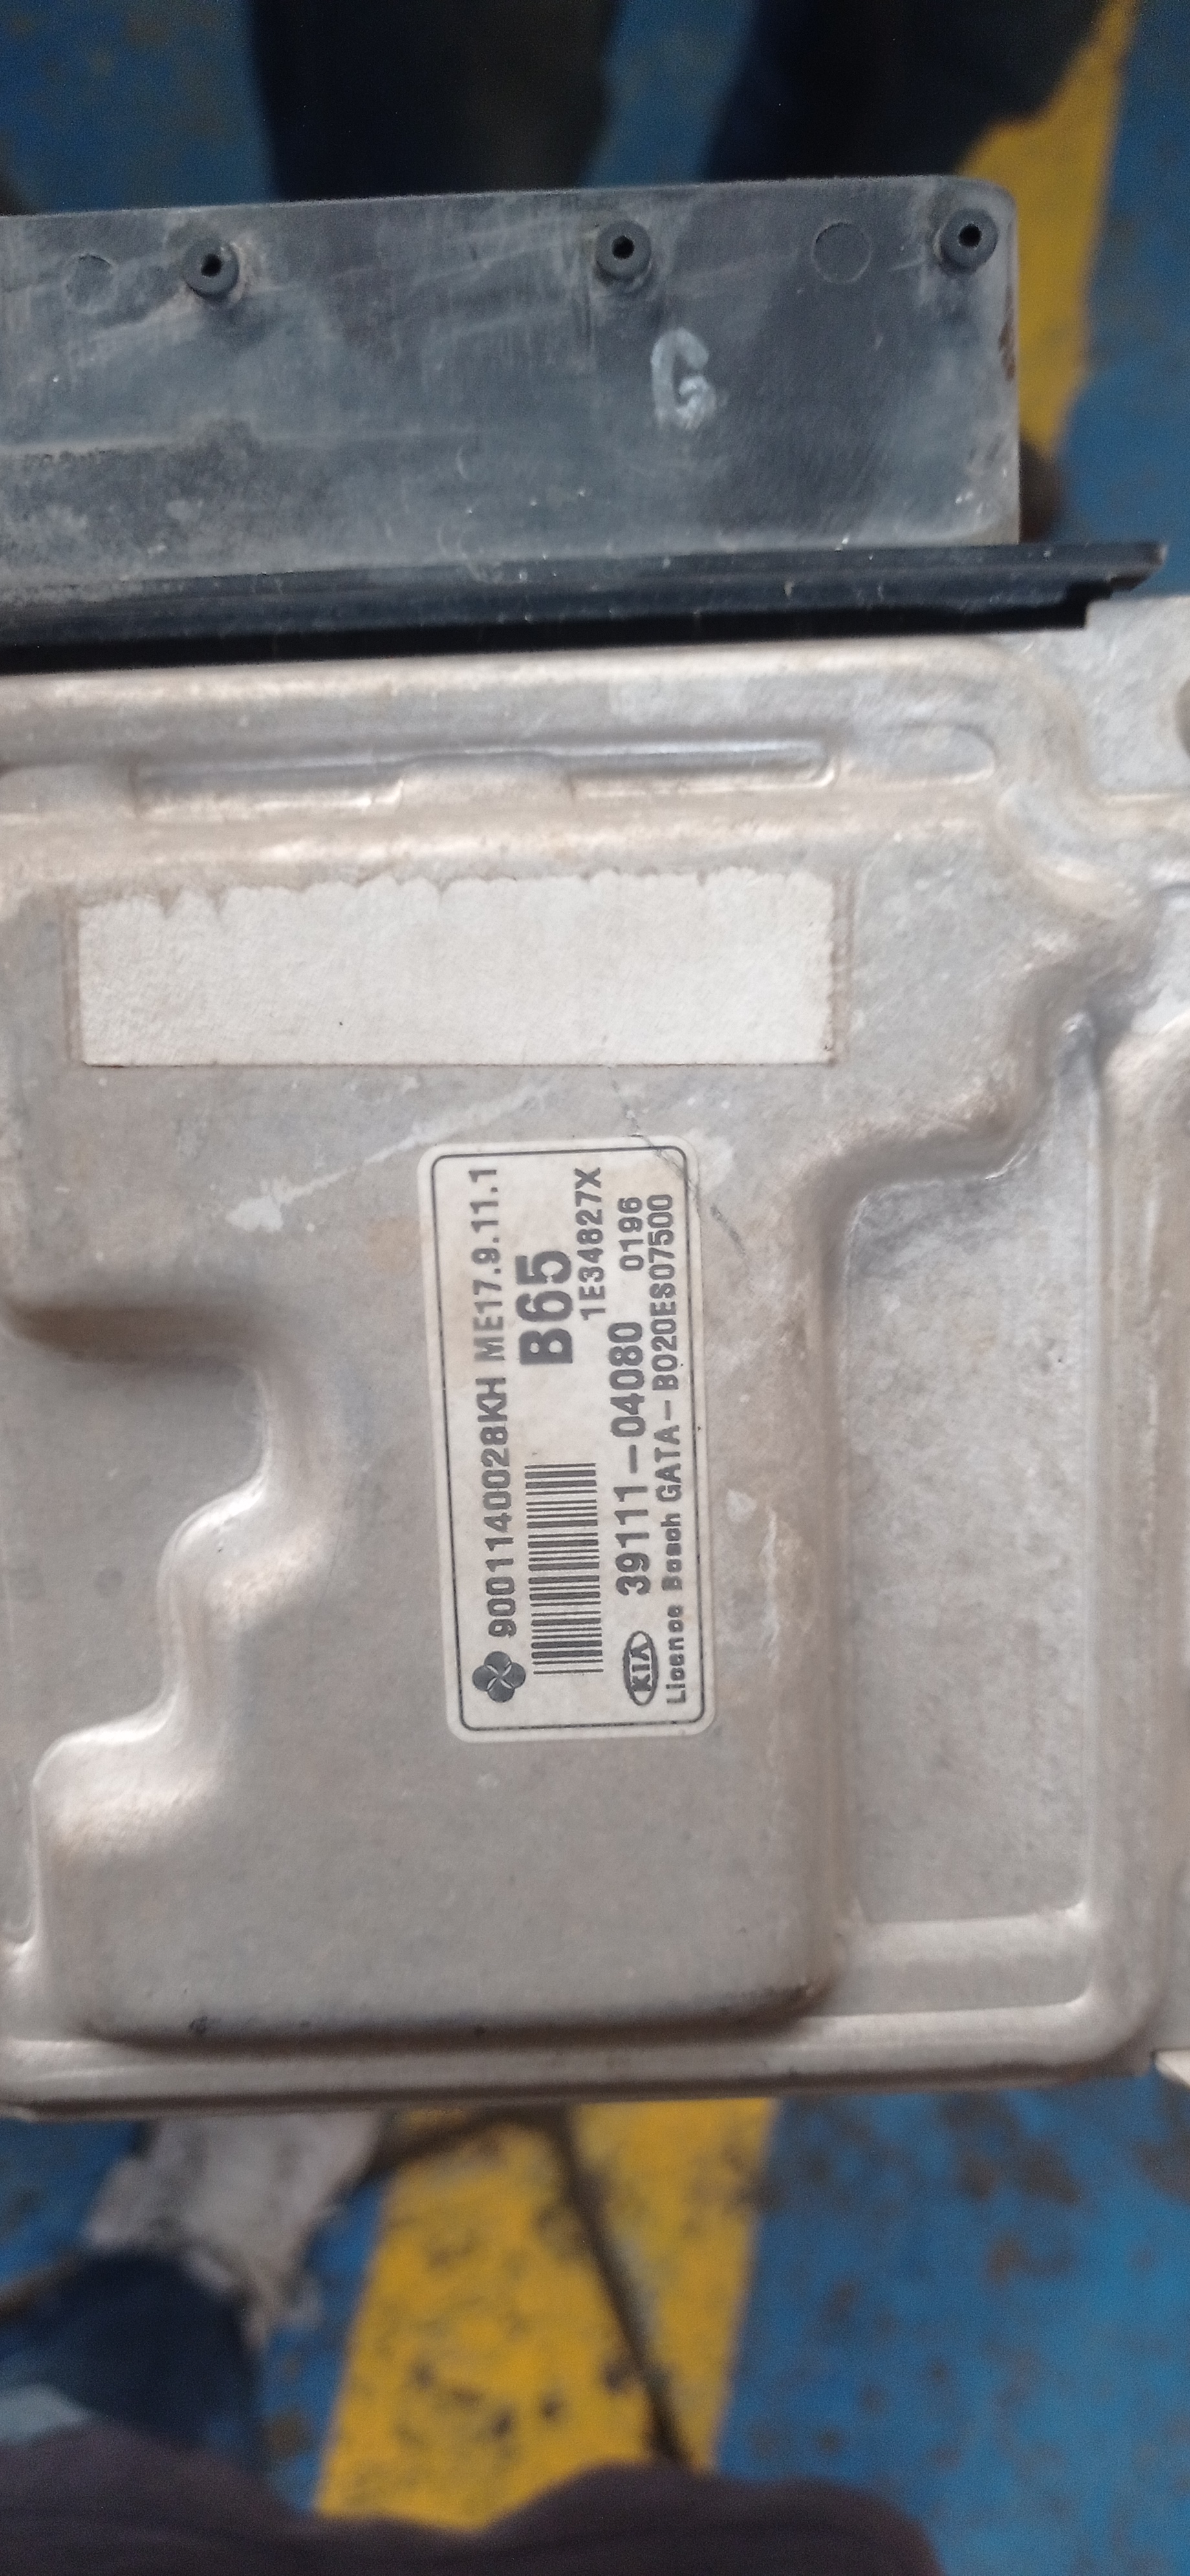 G
9001140028KH ME17.9.11.1
B65
1E34827X
KIA 39111-04080 0196
Licence Bosch GATA-B020ES07500